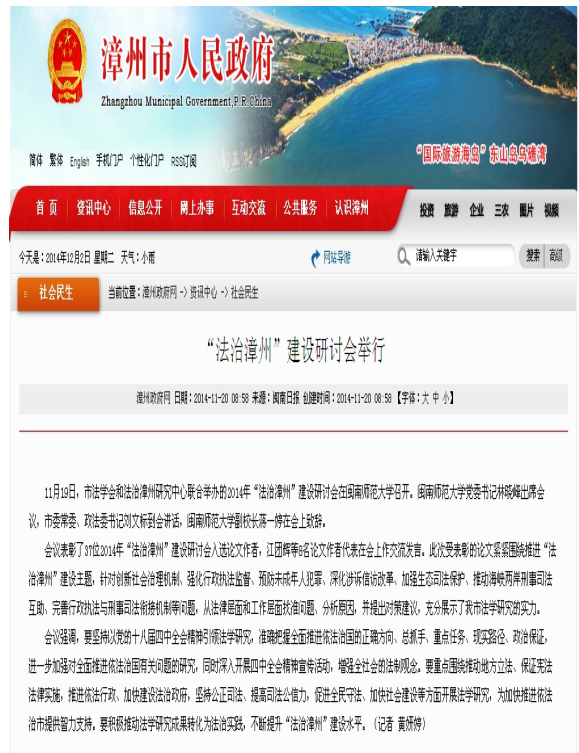 漳州市人民政府
Zhangzhou Municipal Government,P.R.China
简体 繁体 English 手机门户 个性化门户 RSS订阅
“国际旅游海岛”东山岛乌礁湾
首 页 资讯中心 信息公开 网上办事 互动交流 公共服务 认识漳州
投资 旅游 企业 三农 图片 视频
今天是：2014年12月2日 星期二 天气：小雨
网站导游
请输入关键字
搜索 高级
社会民生
当前位置：漳州政府网 -> 资讯中心 -> 社会民生
“法治漳州”建设研讨会举行
漳州政府网 日期：2014-11-20 08:58 来源：闽南日报 创建时间：2014-11-20 08:58 【字体：大 中 小】
11月19日，市法学会和法治漳州研究中心联合举办的2014年“法治漳州”建设研讨会在闽南师范大学召开。闽南师范大学党委书记林晓峰出席会
议，市委常委、政法委书记刘文标到会讲话，闽南师范大学副校长蒋一婷在会上致辞。
会议表彰了37位2014年“法治漳州”建设研讨会入选论文作者，江团辉等8名论文作者代表在会上作交流发言。此次受表彰的论文紧紧围绕推进“法
治漳州”建设主题，针对创新社会治理机制、强化行政执法监督、预防未成年人犯罪、深化涉诉信访改革、加强生态司法保护、推动海峡两岸刑事司法
互助、完善行政执法与刑事司法衔接机制等问题，从法律层面和工作层面找准问题、分析原因，并提出对策建议，充分展示了我市法学研究的实力。
会议强调，要坚持以党的十八届四中全会精神引领法学研究，准确把握全面推进依法治国的正确方向、总抓手、重点任务、现实路径、政治保证，
进一步加强对全面推进依法治国有关问题的研究，同时深入开展四中全会精神宣传活动，增强全社会的法制观念。要重点围绕推动地方立法、保证宪法
法律实施，推进依法行政、加快建设法治政府，坚持公正司法、提高司法公信力，促进全民守法、加快社会建设等方面开展法学研究，为加快推进依法
治市提供智力支持。要积极推动法学研究成果转化为法治实践，不断提升“法治漳州”建设水平。（记者 黄妍婷）